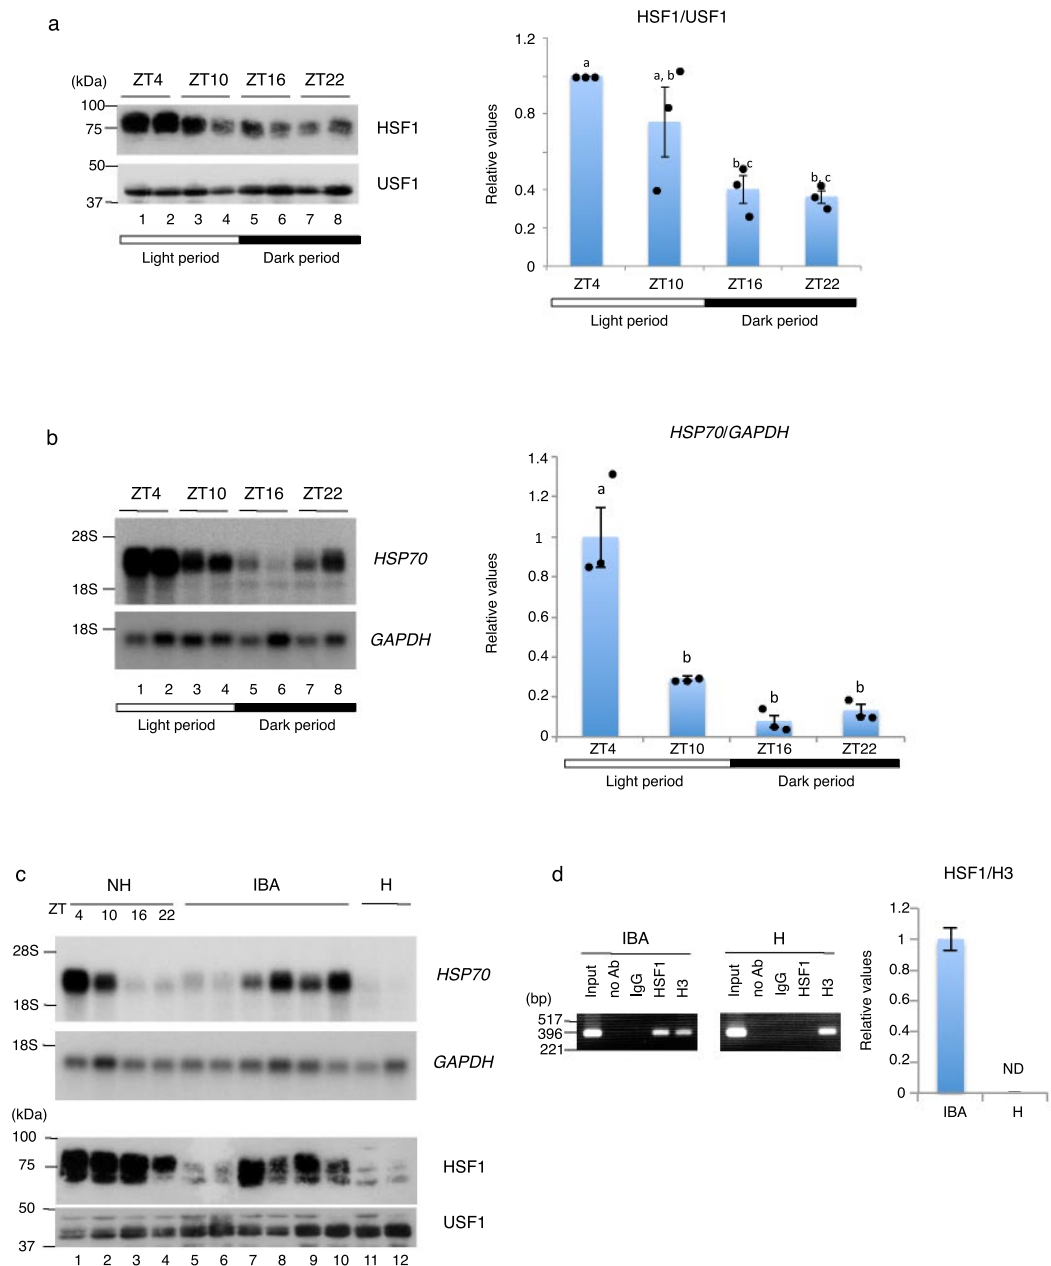 a
(kDa) ZT4 ZT10 ZT16 ZT22
100
75
HSF1
50
37
USF1
1 2 3 4 5 6 7 8
Light period Dark period
HSF1/USF1
Relative values
1.2
0.8
0.4
0.2
0
a
a, b
b, c
b, c
ZT4 ZT10 ZT16 ZT22
Light period Dark period
b
ZT4 ZT10 ZT16 ZT22
28S
HSP70
18S
18S
GAPDH
1 2 3 4 5 6 7 8
Light period Dark period
HSP70/GAPDH
Relative values
1.4
1.2
1
0.8
0.6
0.4
0.2
0
a
b
b
b
ZT4 ZT10 ZT16 ZT22
Light period Dark period
c
NH IBA H
ZT 4 10 16 22
28S
HSP70
18S
18S
GAPDH
(kDa)
100
75
HSF1
50
USF1
37
1 2 3 4 5 6 7 8 9 10 11 12
d
IBA H
Input no Ab IgG HSF1 H3 Input no Ab IgG HSF1 H3
(bp)
517
396
221
HSF1/H3
Relative values
1.2
1
0.8
0.6
0.4
0.2
0
ND
IBA H